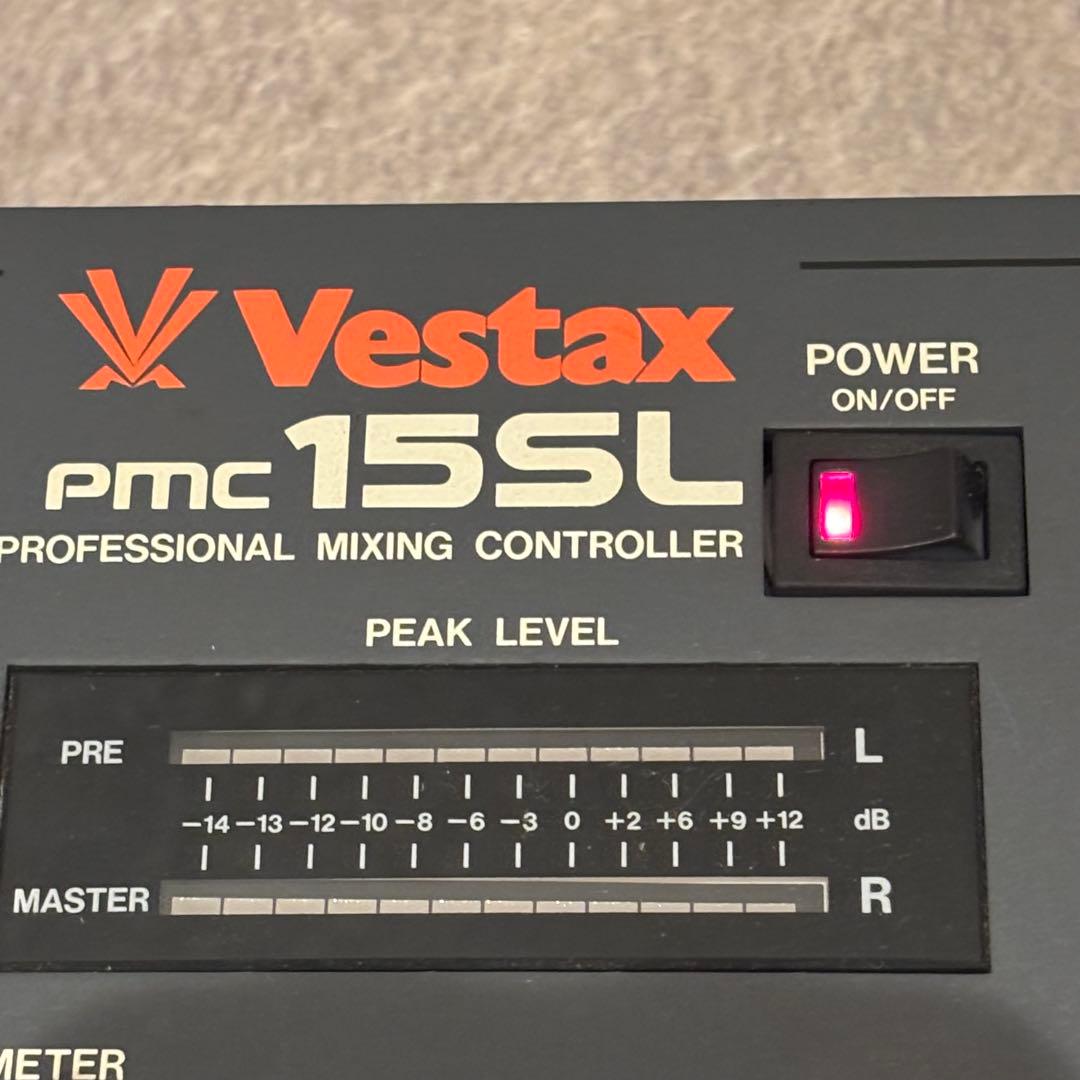 Vestax
PMC 15SL
PROFESSIONAL MIXING CONTROLLER
POWER
ON/OFF
PEAK LEVEL
PRE
L
−14 −13 −12 −10 −8 −6 −3 0 +2 +6 +9 +12 dB
MASTER
R
METER